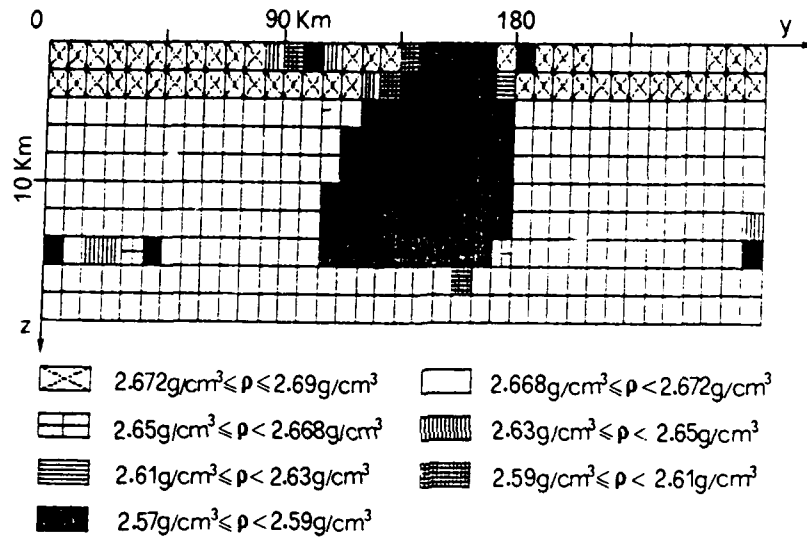 0 90 Km 180 y
10 Km
z
2.672g/cm³ ≤ ρ ≤ 2.69g/cm³ 2.668g/cm³ ≤ ρ < 2.672g/cm³
2.65g/cm³ ≤ ρ < 2.668g/cm³ 2.63g/cm³ ≤ ρ < 2.65g/cm³
2.61g/cm³ ≤ ρ < 2.63g/cm³ 2.59g/cm³ ≤ ρ < 2.61g/cm³
2.57g/cm³ ≤ ρ < 2.59g/cm³